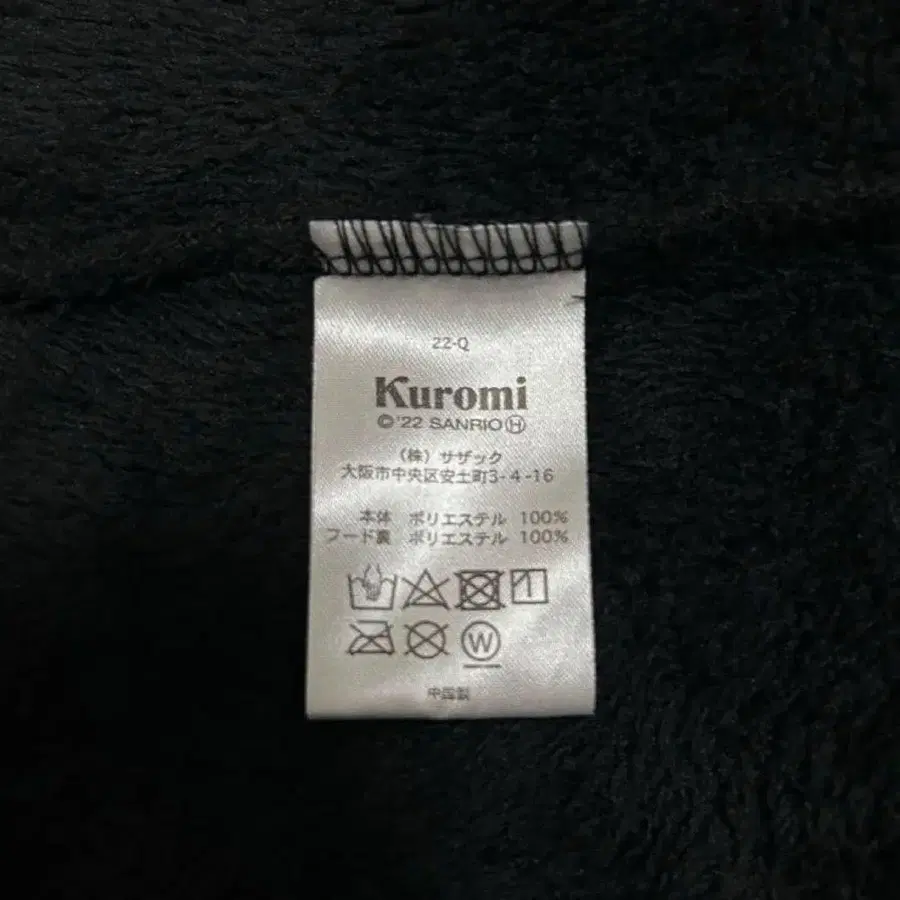 22-Q
Kuromi
©'22 SANRIO Ⓗ
(株) サザック
大阪市中央区安土町3-4-16
本体 ポリエステル 100%
フード裏 ポリエステル 100%
W
中国製